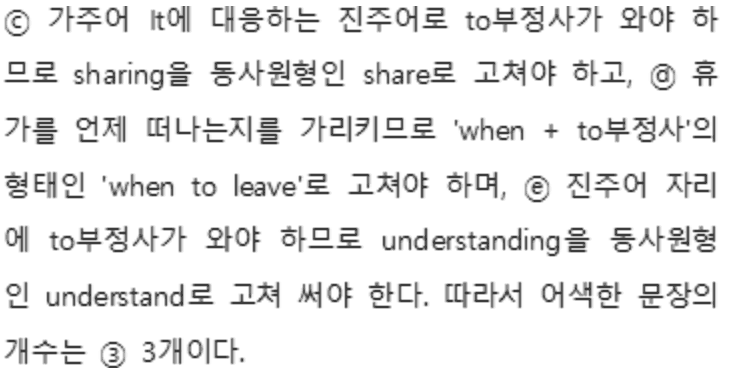 ⓒ 가주어 It에 대응하는 진주어로 to부정사가 와야 하
므로 sharing을 동사원형인 share로 고쳐야 하고, ⓓ 휴
가를 언제 떠나는지를 가리키므로 'when + to부정사'의
형태인 'when to leave'로 고쳐야 하며, ⓔ 진주어 자리
에 to부정사가 와야 하므로 understanding을 동사원형
인 understand로 고쳐 써야 한다. 따라서 어색한 문장의
개수는 ③ 3개이다.